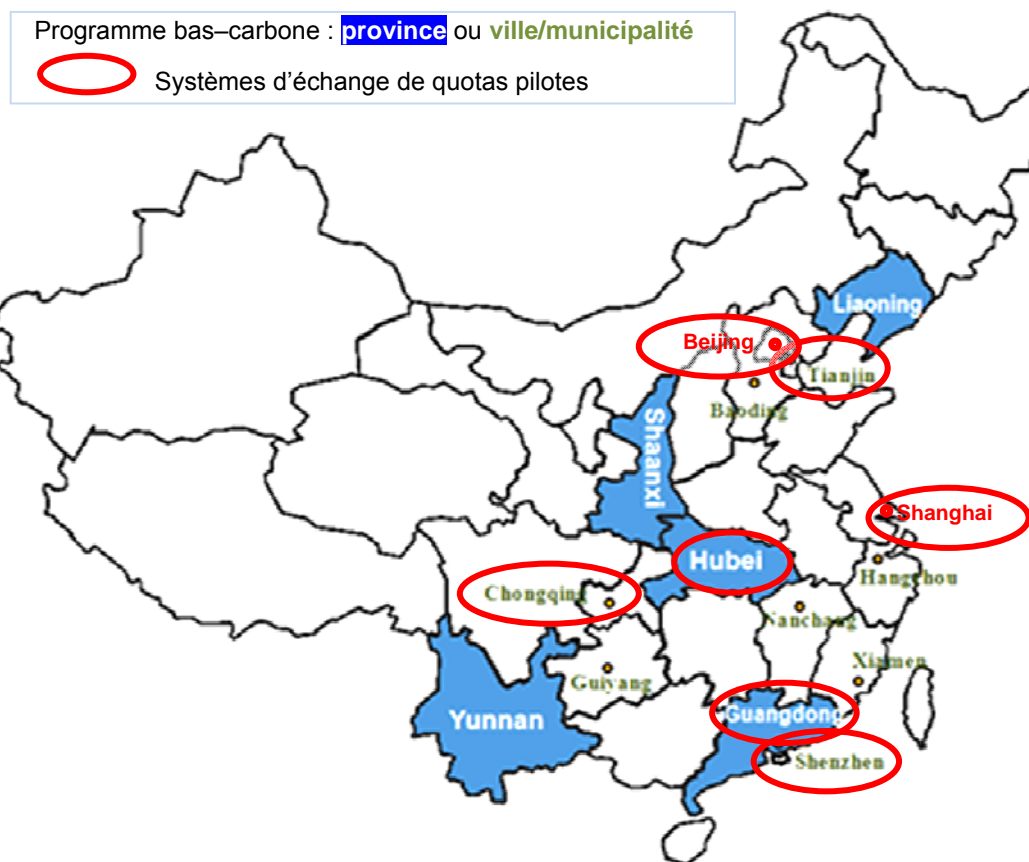 Programme bas–carbone : province ou ville/municipalité
Systèmes d'échange de quotas pilotes
Liaoning
Beijing
Tianjin
Baoding
Shaanxi
Shanghai
Hubei
Hangzhou
Chongqing
Nanchang
Xiamen
Guiyang
Guangdong
Yunnan
Shenzhen